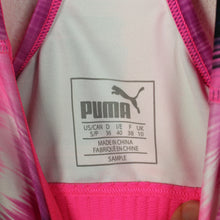 PUMA
US/CAN D I/E F UK
S/P 36 40 38 10
MADE IN CHINA
FABRIQUÉ EN CHINE
SAMPLE